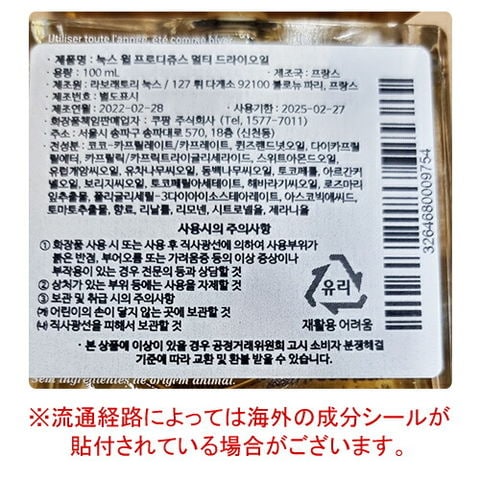 Utiliser toute l'année, été comme hiver.
· 제품명 : 눅스 윌 프로디쥬스 멀티 드라이오일
· 용량 : 100 mL · 제조국 : 프랑스
· 제조원 : 라보래토리 눅스 / 127 뤼 다게소 92100 불로뉴 파리, 프랑스
· 제조번호 : 별도표시
· 제조연월 : 2022-02-28 · 사용기한 : 2025-02-27
· 화장품책임판매업자 : 쿠팡 주식회사 (Tel, 1577-7011)
· 주소 : 서울시 송파구 송파대로 570, 18층 (신천동)
· 전성분 : 코코-카프릴레이트/카프레이트, 퀸즈랜드넛오일, 다이카프릴
릴에터, 카프릴릭/카프릭트라이글리세라이드, 스위트아몬드오일,
유럽개암씨오일, 유차나무씨오일, 동백나무씨오일, 토코페롤, 아르간커
넬오일, 보리지씨오일, 토코페릴아세테이트, 해바라기씨오일, 로즈마리
잎추출물, 폴리글리세릴-3다이아이소스테아레이트, 아스코빅애씨드,
토마토추출물, 향료, 리날룰, 리모넨, 시트로넬올, 제라니올
사용시의 주의사항
① 화장품 사용 시 또는 사용 후 직사광선에 의하여 사용부위가
붉은 반점, 부어오름 또는 가려움증 등의 이상 증상이나
부작용이 있는 경우 전문의 등과 상담할 것
② 상처가 있는 부위 등에는 사용을 자제할 것
③ 보관 및 취급 시의 주의사항
㈎ 어린이의 손이 닿지 않는 곳에 보관할 것
㈏ 직사광선을 피해서 보관할 것
유리
재활용 어려움
본 상품에 이상이 있을 경우 공정거래위원회 고시 소비자 분쟁해결
기준에 따라 교환 및 환불 받을 수 있습니다.
3264680009754
Sans ingrédients d'origine animale.
※流通経路によっては海外の成分シールが
貼付されている場合がございます。